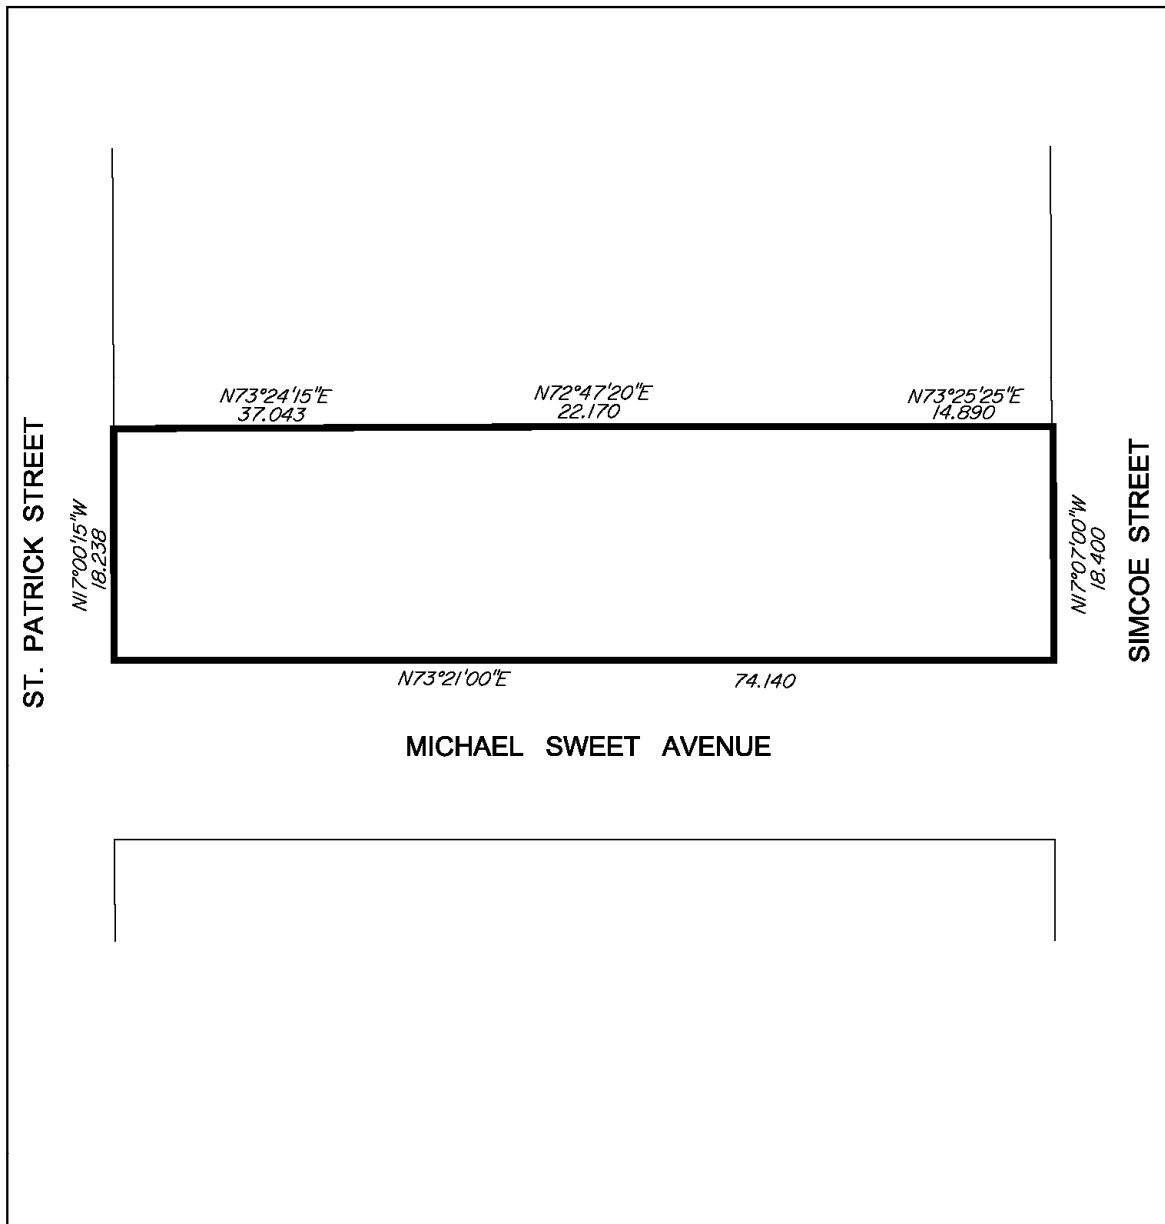 N73°24'15"E
37.043
N72°47'20"E
22.170
N73°25'25"E
14.890
ST. PATRICK STREET
N17°00'15"W
18.238
N17°07'00"W
18.400
SIMCOE STREET
N73°21'00"E
74.140
MICHAEL SWEET AVENUE